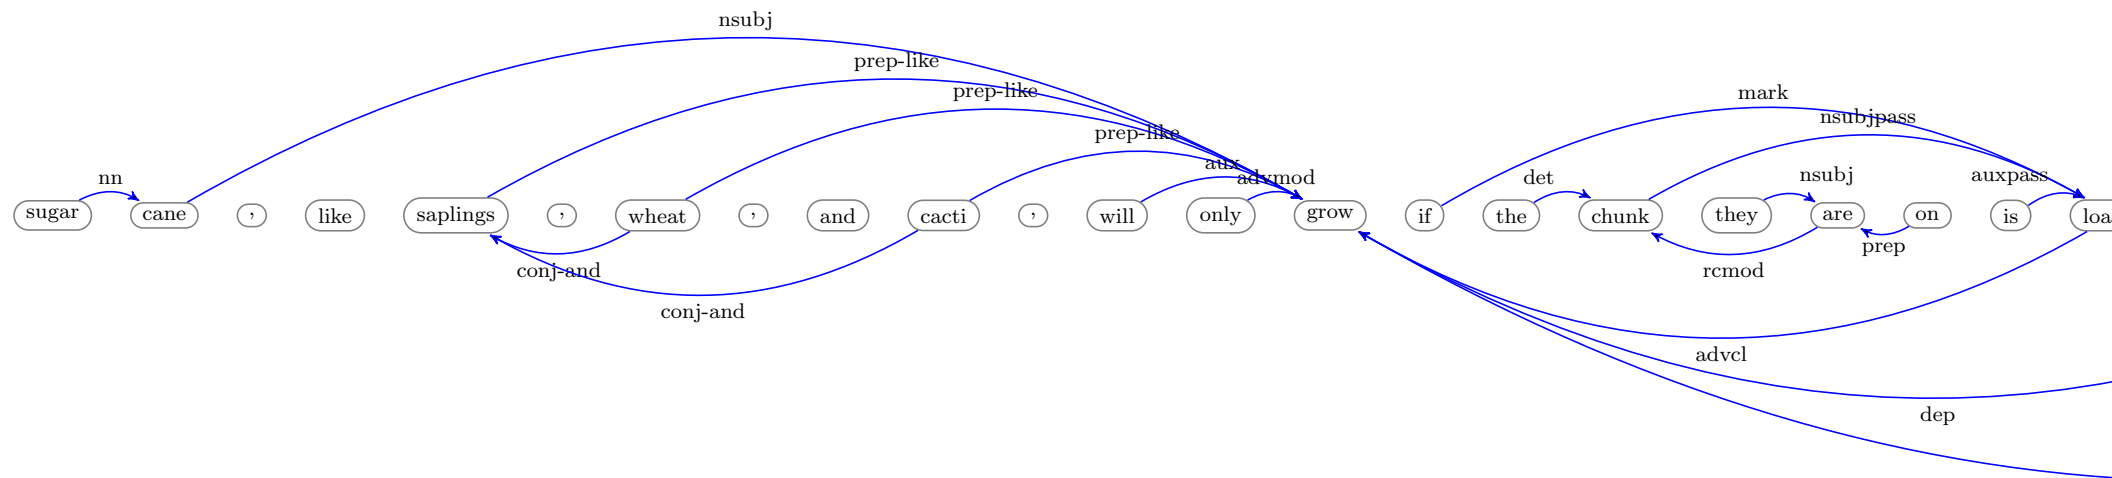 nsubj
prep-like
prep-like
mark
nsubjpass
prep-like
aux
nn advmod det nsubj auxpass
sugar cane , like saplings , wheat , and cacti , will only grow if the chunk they are on is
prep
conj-and rcmod
conj-and
advcl
dep